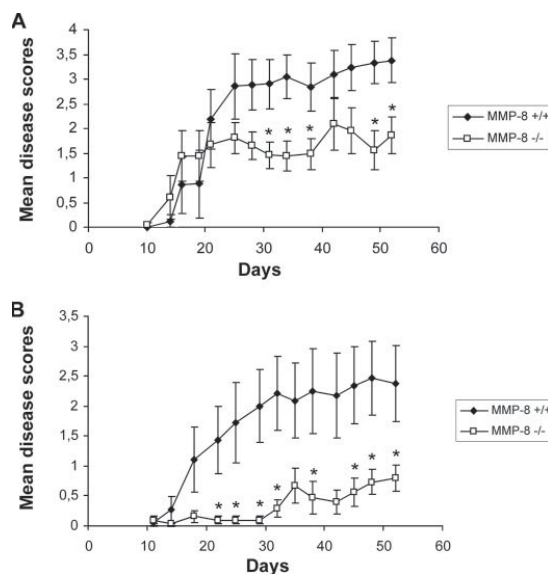 A
4
3,5
3
2,5
2
1,5
1
0,5
0
Mean disease scores
* * * * *
0 10 20 30 40 50 60
Days
MMP-8 +/+
MMP-8 -/-
B
3,5
3
2,5
2
1,5
1
0,5
0
Mean disease scores
* * * * * * * *
0 10 20 30 40 50 60
Days
MMP-8 +/+
MMP-8 -/-